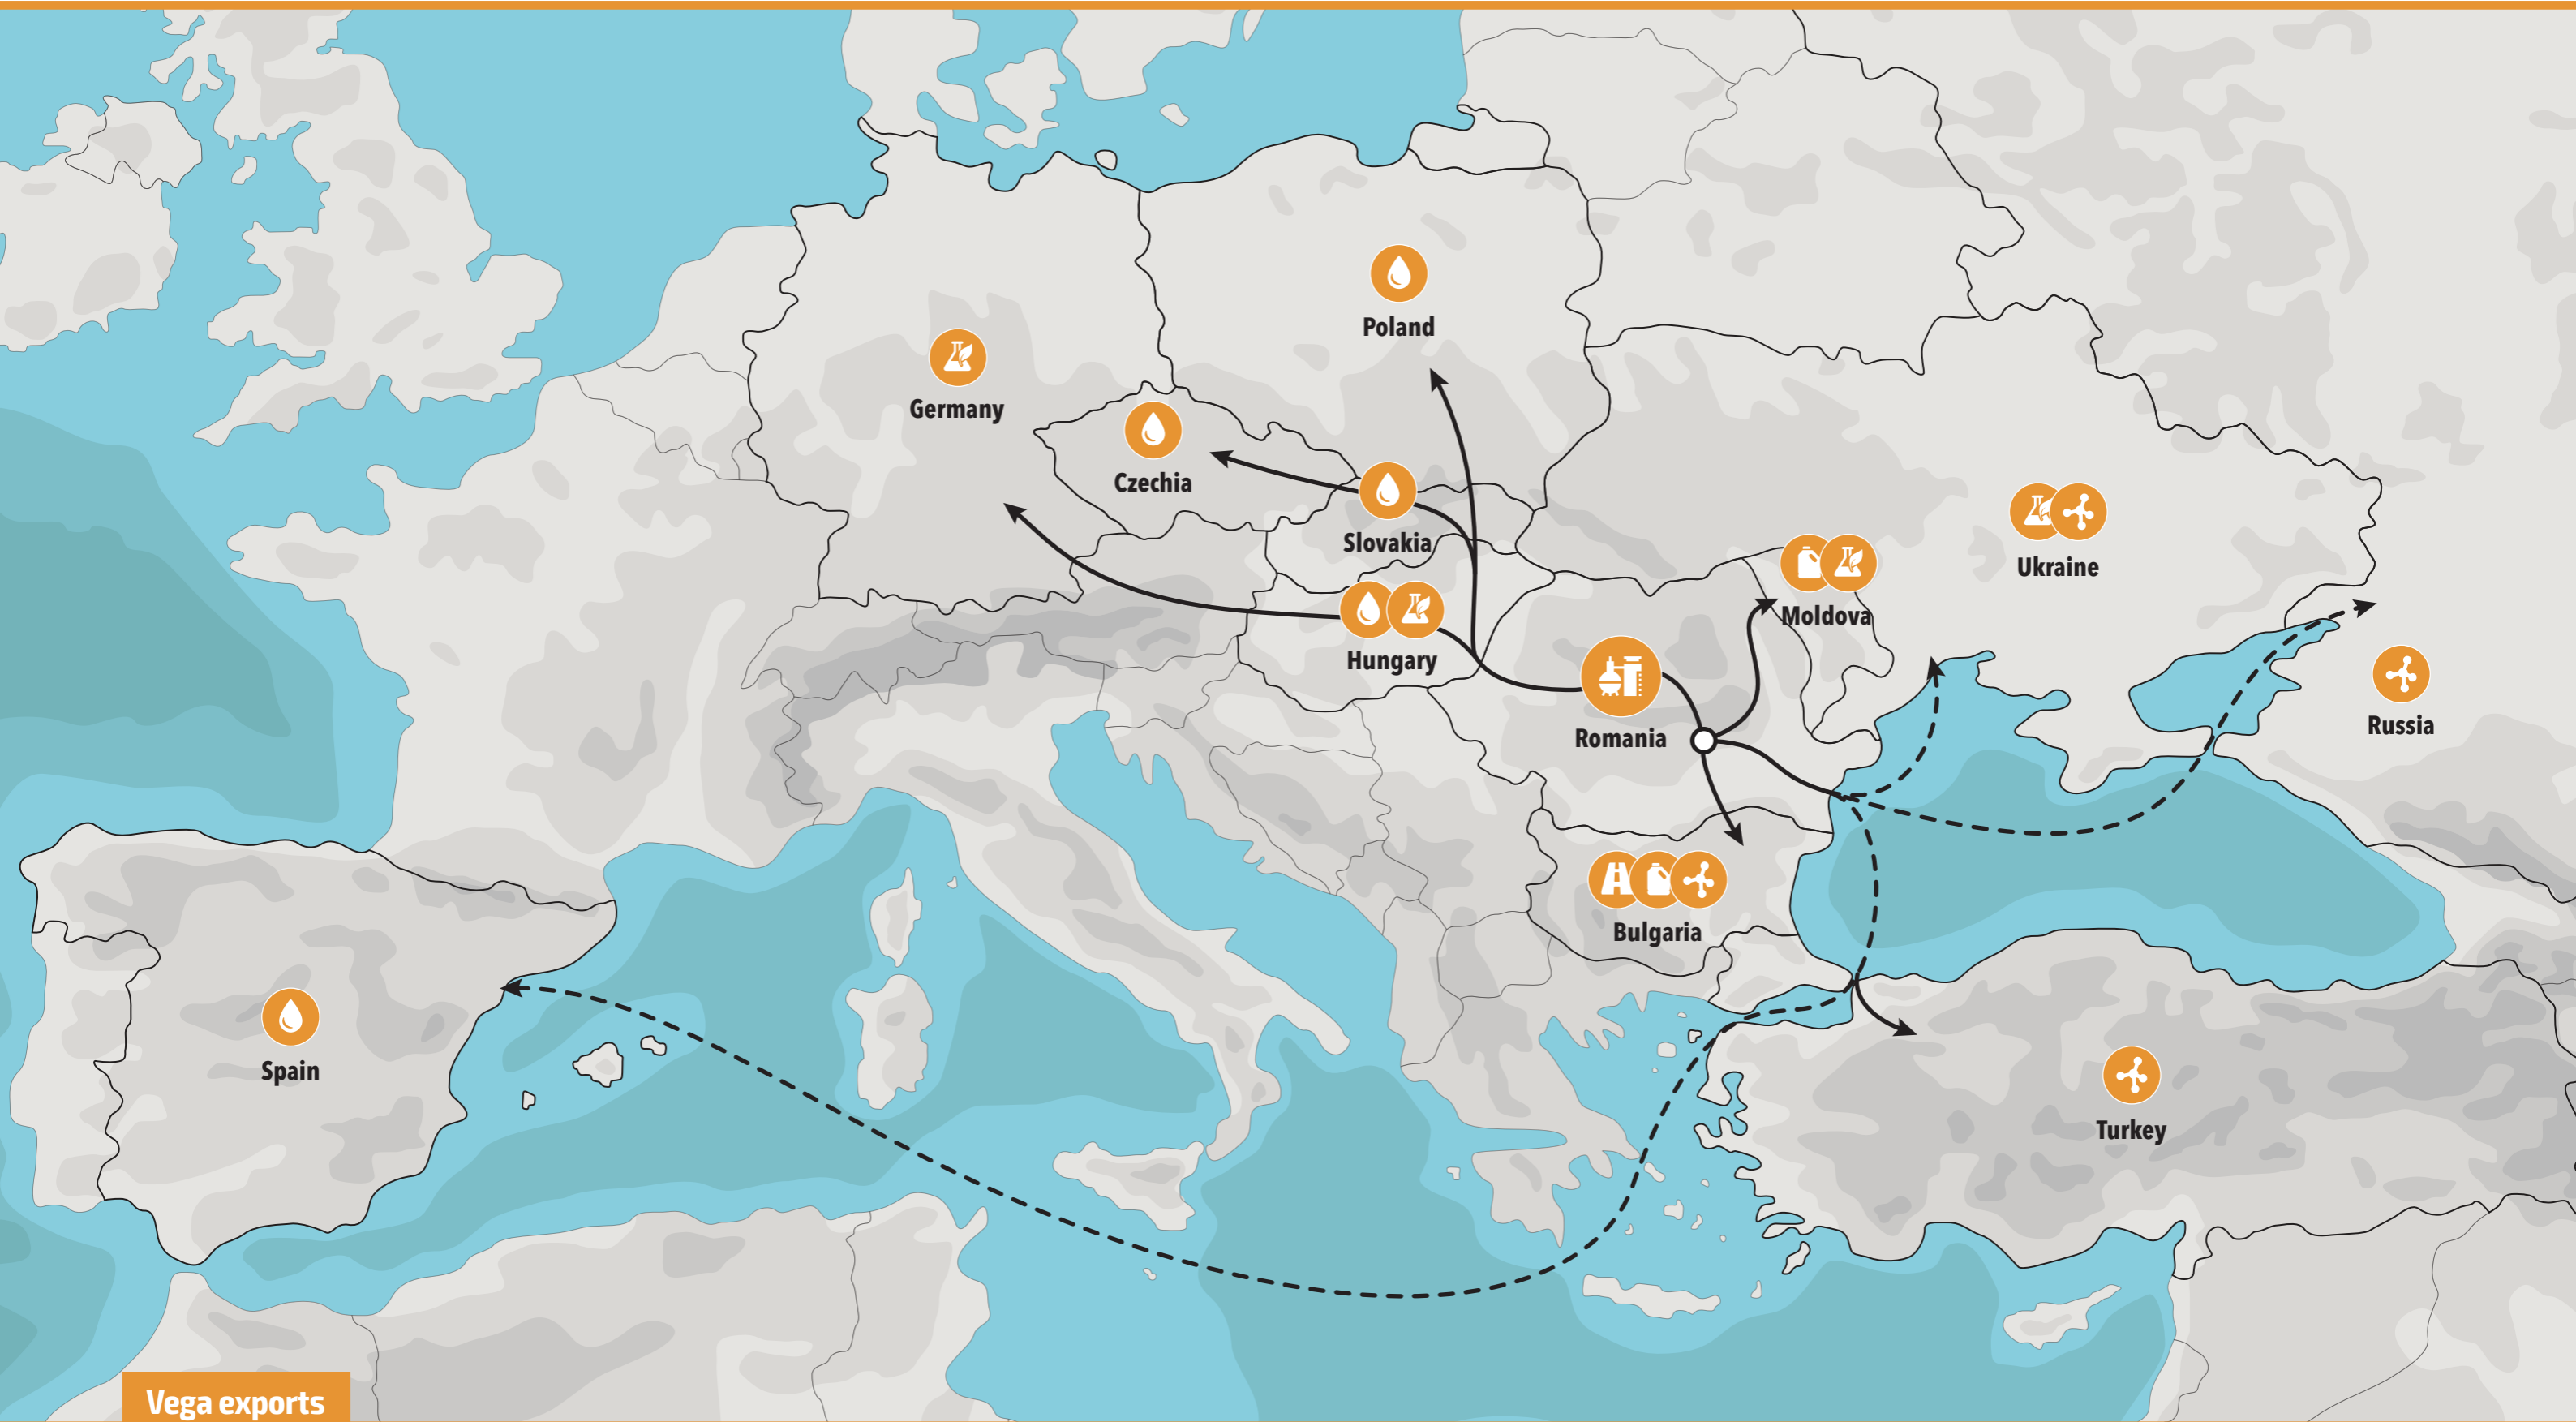 Poland
Germany
Czechia
Slovakia
Ukraine
Moldova
Hungary
Romania
Russia
Bulgaria
Spain
Turkey
Vega exports